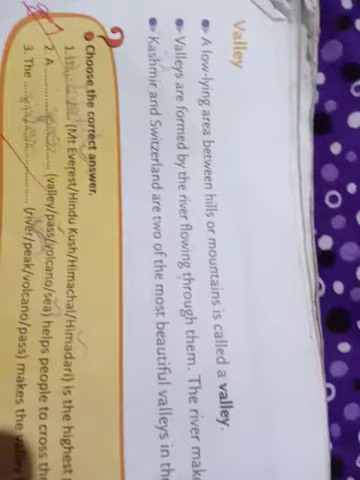 Valley
A low-lying area between hills or mountains is called a valley.
Valleys are formed by the river flowing through them. The river
Kashmir and Switzerland are two of the most beautiful valleys in
?
Choose the correct answer.
1. (Mt Everest/Hindu Kush/Himachal/Himadari) is the highest
2. A .............. (valley/pass/volcano/sea) helps people to cross
3. The .............. (river/peak/volcano/pass) makes the valley